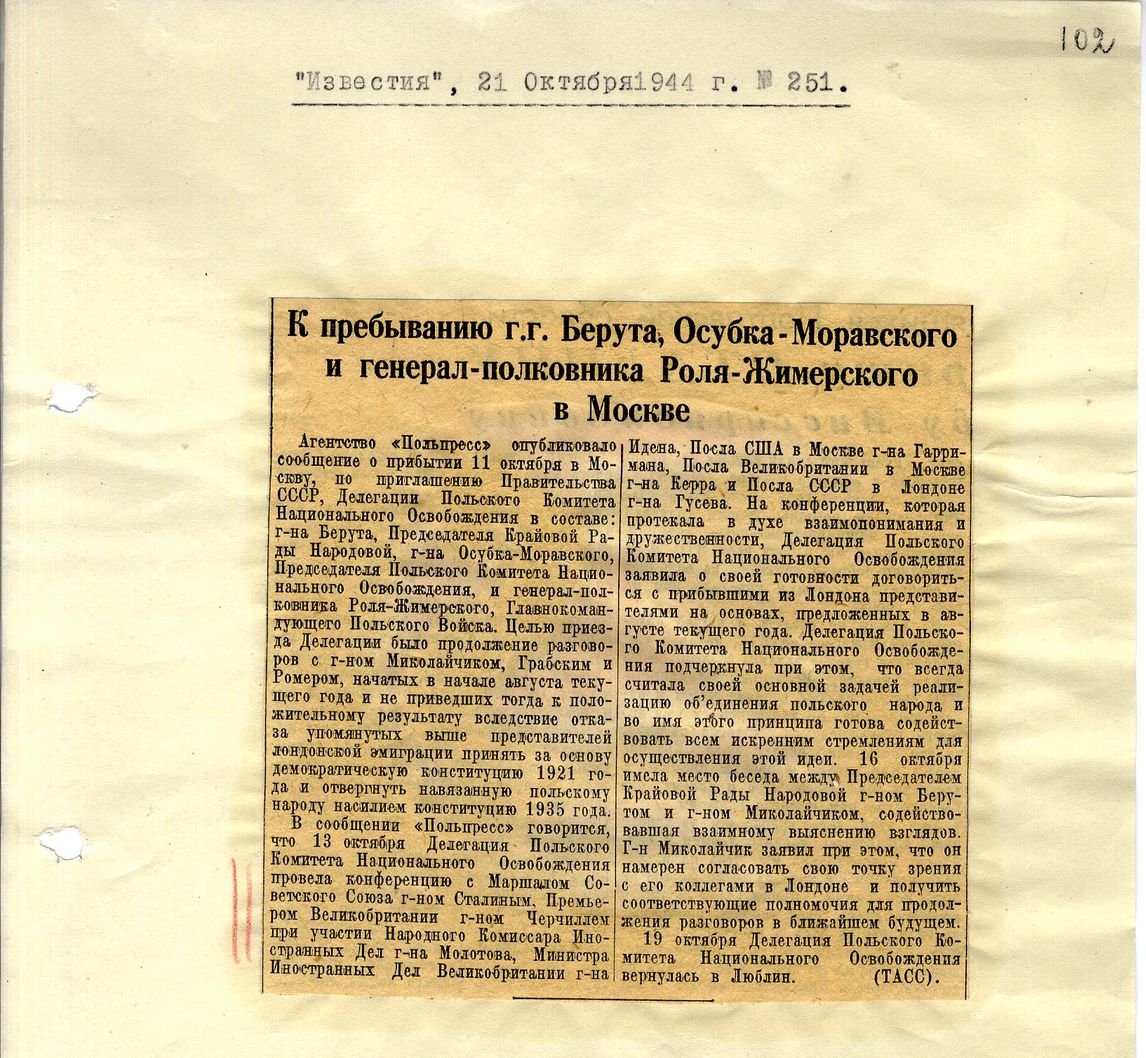 102
"Известия", 21 Октября1944 г. № 251.
К пребыванию г.г. Берута, Осубка-Моравского
и генерал-полковника Роля-Жимерского
в Москве
Агентство «Польпресс» опубликовало
сообщение о прибытии 11 октября в Мо-
скву, по приглашению Правительства
СССР, Делегации Польского Комитета
Национального Освобождения в составе:
г-на Берута, Председателя Крайовой Ра-
ды Народовой, г-на Осубка-Моравского,
Председателя Польского Комитета Нацио-
нального Освобождения, и генерал-пол-
ковника Роля-Жимерского, Главнокоман-
дующего Польского Войска. Целью приез-
да Делегации было продолжение разгово-
ров с г-ном Миколайчиком, Грабским и
Ромером, начатых в начале августа теку-
щего года и не приведших тогда к поло-
жительному результату вследствие отка-
за упомянутых выше представителей
лондонской эмиграции принять за основу
демократическую конституцию 1921 го-
да и отвергнуть навязанную польскому
народу насилием конституцию 1935 года.
В сообщении «Польпресс» говорится,
что 13 октября Делегация Польского
Комитета Национального Освобождения
провела конференцию с Маршалом Со-
ветского Союза г-ном Сталиным, Премье-
ром Великобритании г-ном Черчиллем
при участии Народного Комиссара Ино-
странных Дел г-на Молотова, Министра
Иностранных Дел Великобритании г-на
Идена, Посла США в Москве г-на Гарри-
мана, Посла Великобритании в Москве
г-на Керра и Посла СССР в Лондоне
г-на Гусева. На конференции, которая
протекала в духе взаимопонимания и
дружественности, Делегация Польского
Комитета Национального Освобождения
заявила о своей готовности договорить-
ся с прибывшими из Лондона представи-
телями на основах, предложенных в ав-
густе текущего года. Делегация Польско-
го Комитета Национального Освобожде-
ния подчеркнула при этом, что всегда
считала своей основной задачей реали-
зацию об'единения польского народа и
во имя этого принципа готова содейст-
вовать всем искренним стремлениям для
осуществления этой идеи. 16 октября
имела место беседа между Председателем
Крайовой Рады Народовой г-ном Беру-
том и г-ном Миколайчиком, содейство-
вавшая взаимному выяснению взглядов.
Г-н Миколайчик заявил при этом, что он
намерен согласовать свою точку зрения
с его коллегами в Лондоне и получить
соответствующие полномочия для продол-
жения разговоров в ближайшем будущем.
19 октября Делегация Польского Ко-
митета Национального Освобождения
вернулась в Люблин. (ТАСС).